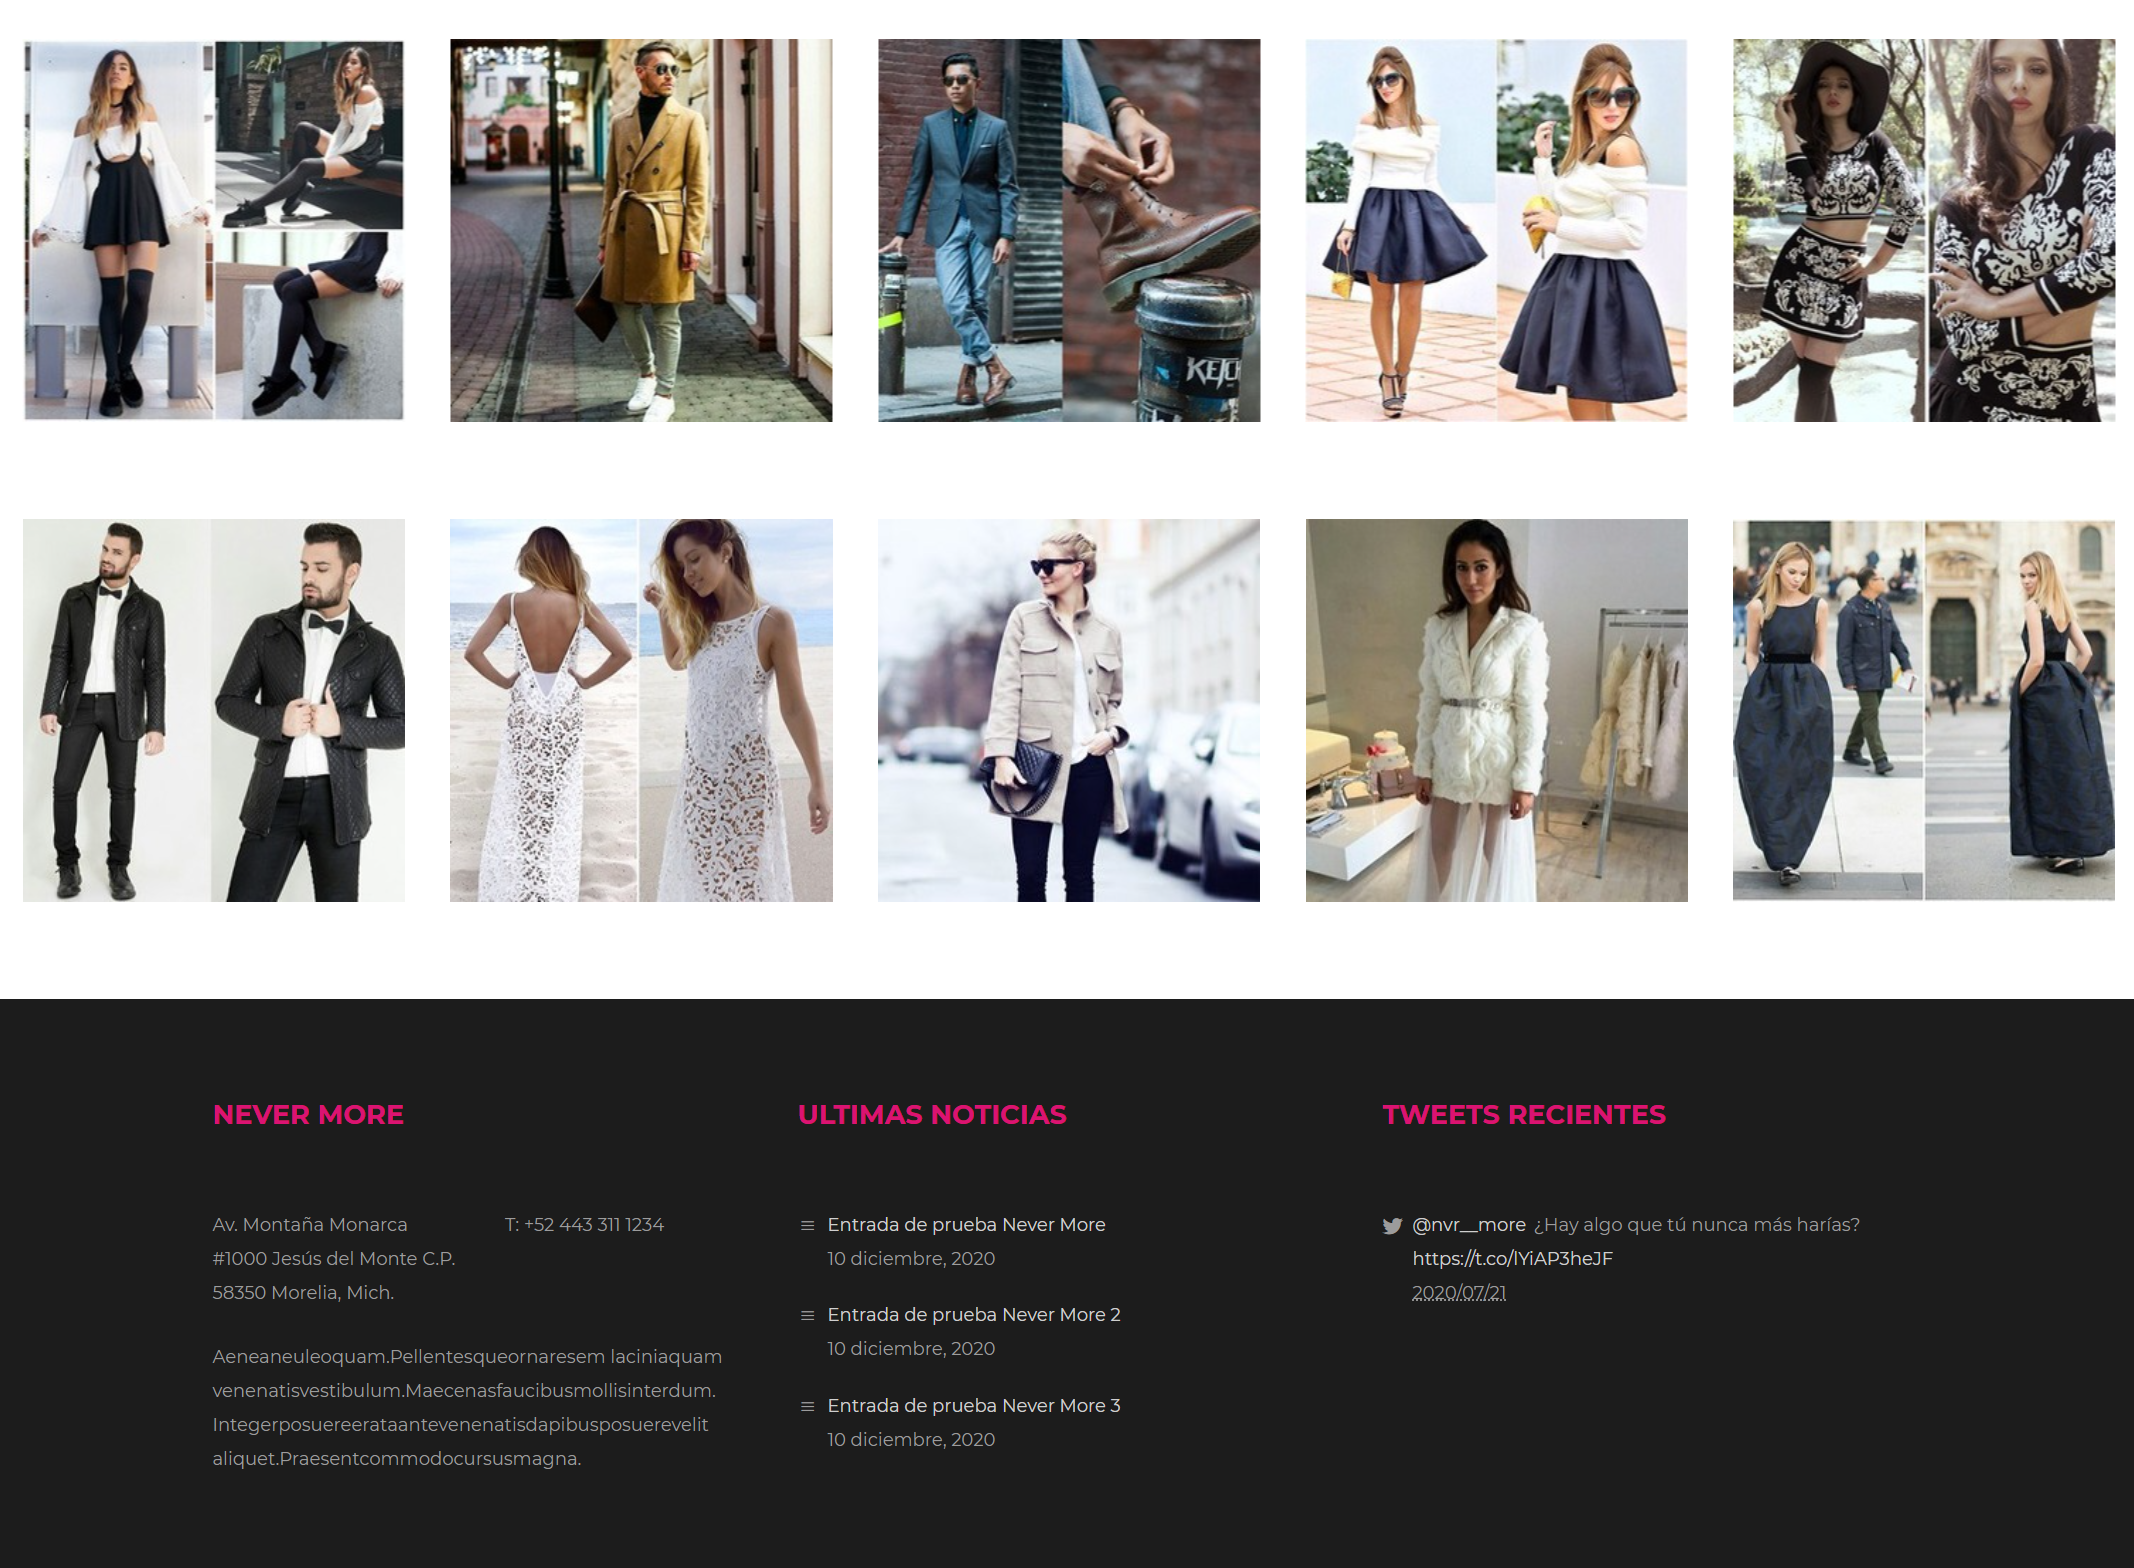 KETCH
NEVER MORE
Av. Montaña Monarca
#1000 Jesús del Monte C.P.
58350 Morelia, Mich.
T: +52 443 311 1234
Aeneaneuleoquam.Pellentesqueornaresem laciniaquam
venenatisvestibulum.Maecenasfaucibusmollisinterdum.
Integerposuereerataantevenenatisdapibusposuerevelit
aliquet.Praesentcommodocursusmagna.
ULTIMAS NOTICIAS
Entrada de prueba Never More
10 diciembre, 2020
Entrada de prueba Never More 2
10 diciembre, 2020
Entrada de prueba Never More 3
10 diciembre, 2020
TWEETS RECIENTES
@nvr__more ¿Hay algo que tú nunca más harías?
https://t.co/lYiAP3heJF
2020/07/21